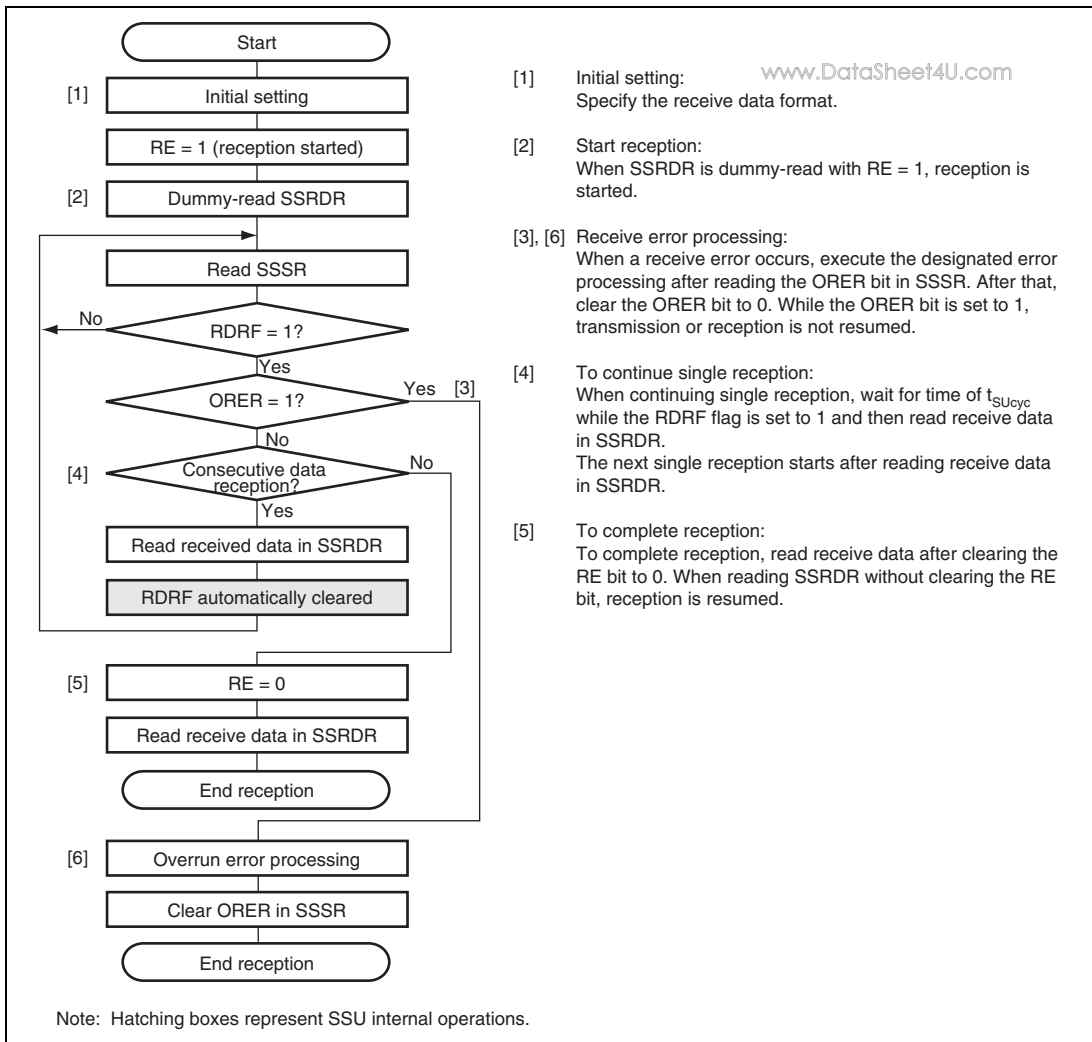 Start
[1] Initial setting
RE = 1 (reception started)
[2] Dummy-read SSRDR
Read SSSR
No
RDRF = 1?
Yes
ORER = 1?
Yes [3]
No
[4] Consecutive data
reception?
No
Yes
Read received data in SSRDR
RDRF automatically cleared
[5] RE = 0
Read receive data in SSRDR
End reception
[6] Overrun error processing
Clear ORER in SSSR
End reception
www.DataSheet4U.com
[1] Initial setting:
Specify the receive data format.
[2] Start reception:
When SSRDR is dummy-read with RE = 1, reception is
started.
[3], [6] Receive error processing:
When a receive error occurs, execute the designated error
processing after reading the ORER bit in SSSR. After that,
clear the ORER bit to 0. While the ORER bit is set to 1,
transmission or reception is not resumed.
[4] To continue single reception:
When continuing single reception, wait for time of tSUcyc
while the RDRF flag is set to 1 and then read receive data
in SSRDR.
The next single reception starts after reading receive data
in SSRDR.
[5] To complete reception:
To complete reception, read receive data after clearing the
RE bit to 0. When reading SSRDR without clearing the RE
bit, reception is resumed.
Note: Hatching boxes represent SSU internal operations.